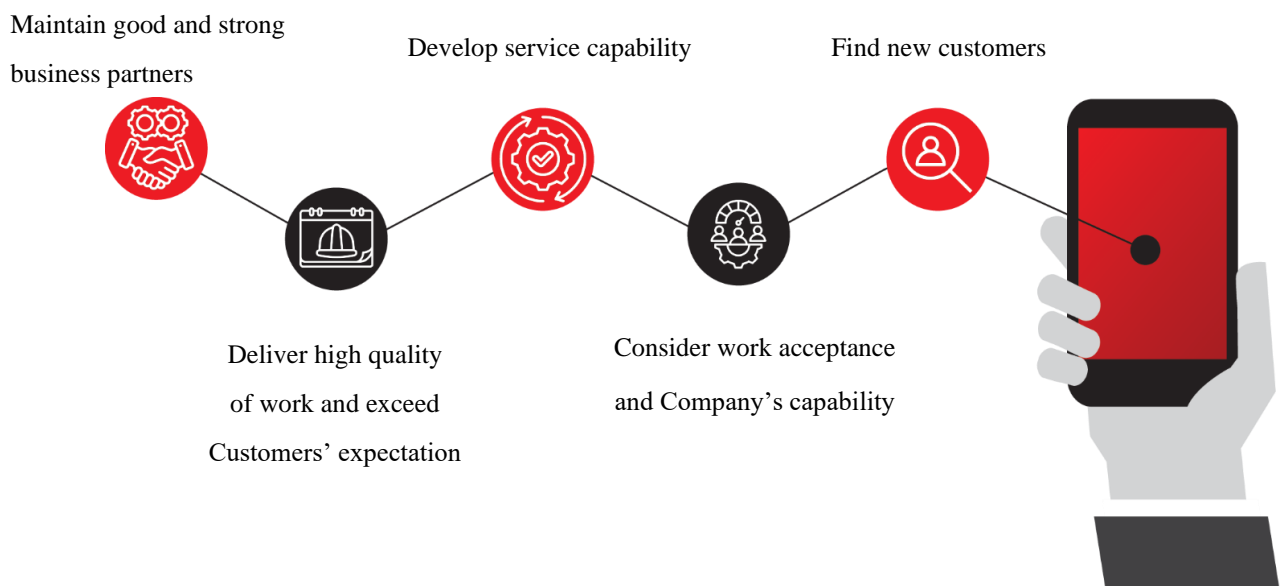 Maintain good and strong
business partners
Deliver high quality
of work and exceed
Customers’ expectation
Develop service capability
Consider work acceptance
and Company’s capability
Find new customers